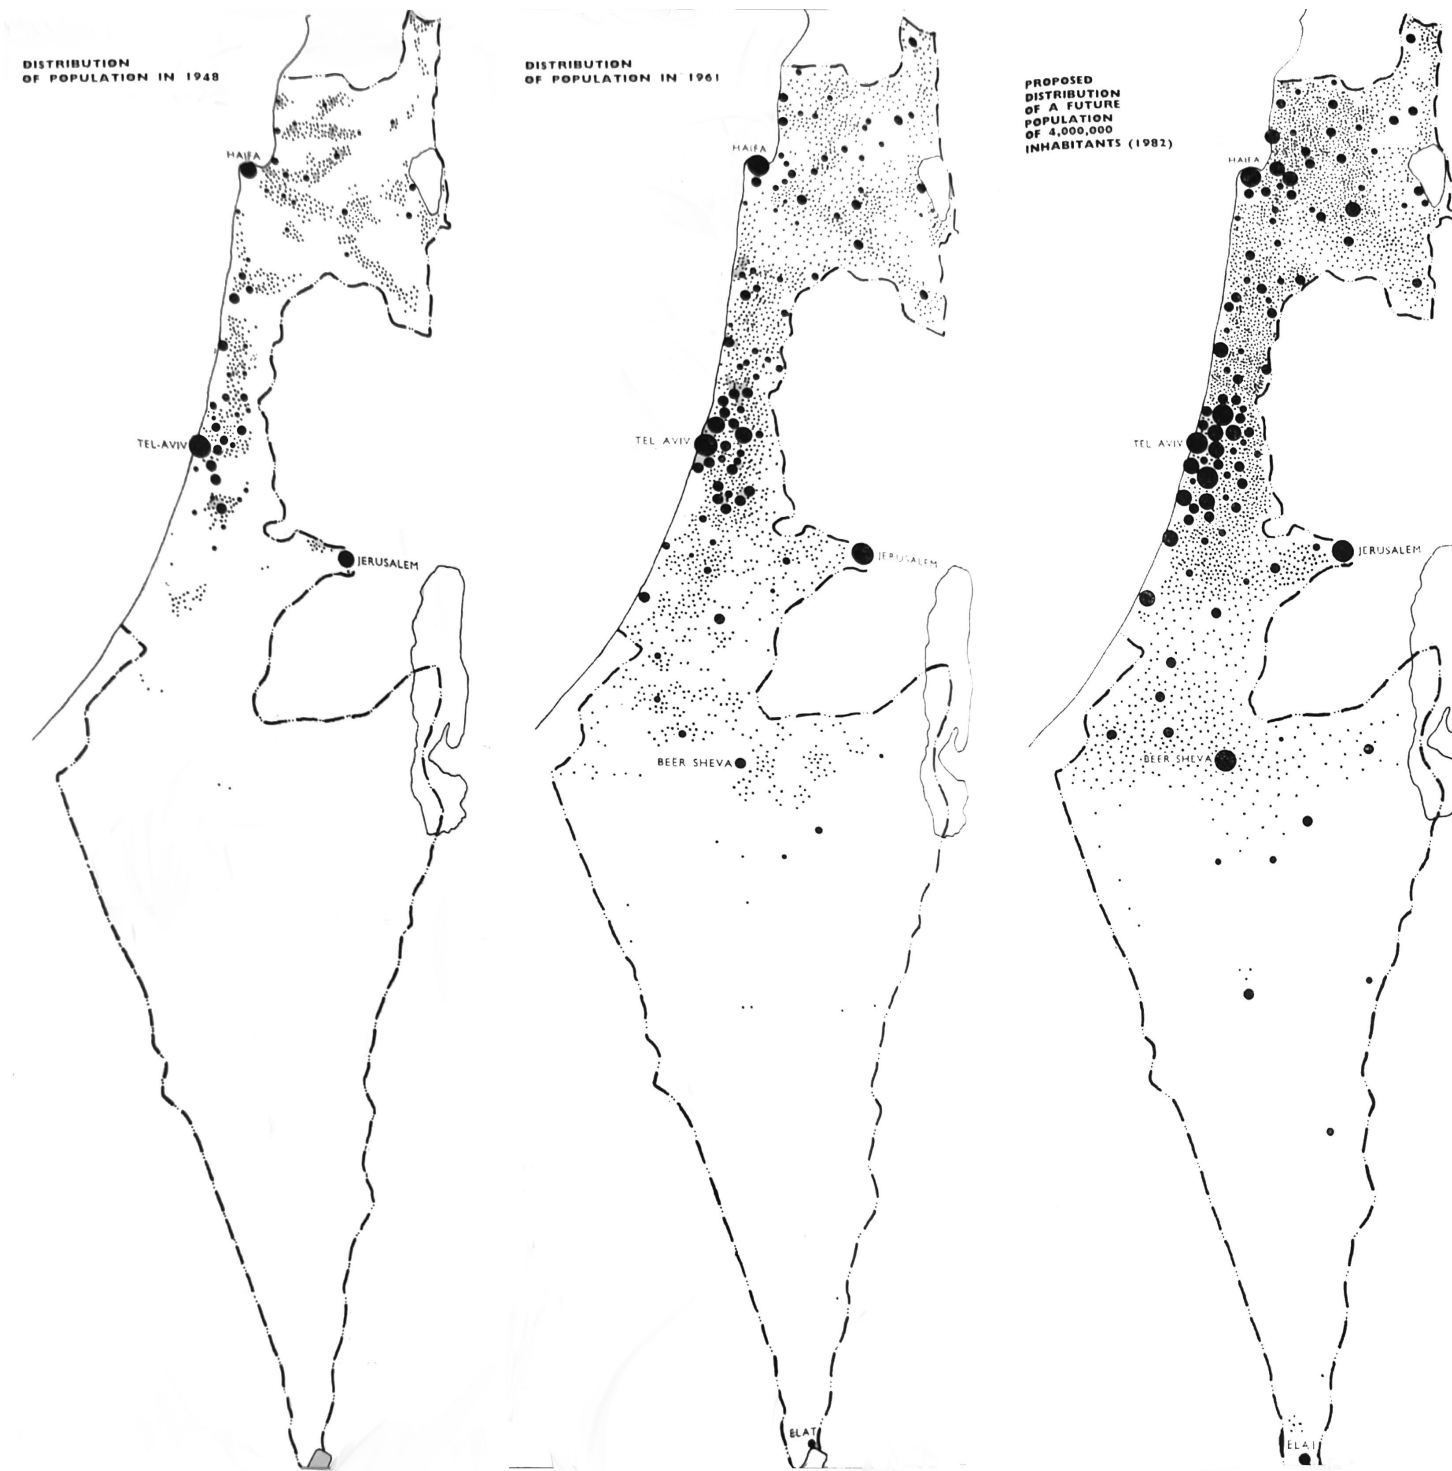 DISTRIBUTION
OF POPULATION IN 1948
HAIFA
TEL-AVIV
JERUSALEM
DISTRIBUTION
OF POPULATION IN 1961
HAIFA
TEL AVIV
JERUSALEM
BEER SHEVA
ELAT
PROPOSED
DISTRIBUTION
OF A FUTURE
POPULATION
OF 4,000,000
INHABITANTS (1982)
HAIFA
TEL AVIV
JERUSALEM
BEER SHEVA
ELAT